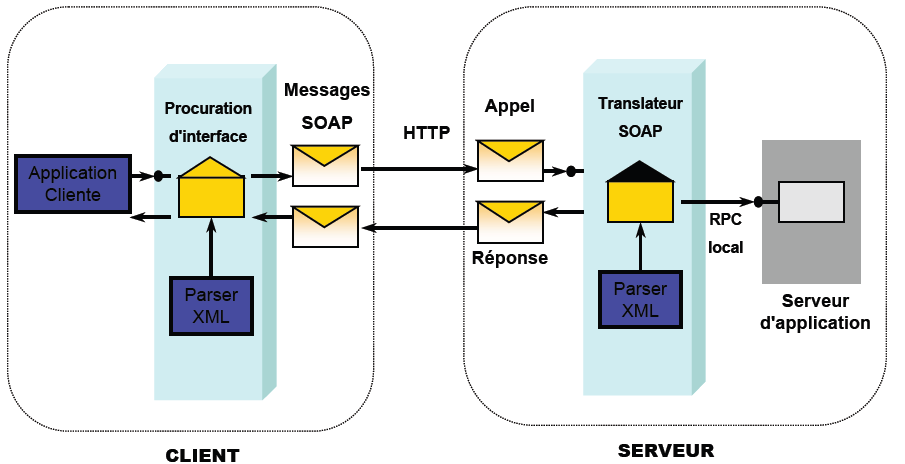 Procuration
d'interface
Messages
SOAP
HTTP
Appel
Translateur
SOAP
Application
Cliente
RPC
local
Réponse
Parser
XML
Parser
XML
Serveur
d'application
CLIENT
SERVEUR